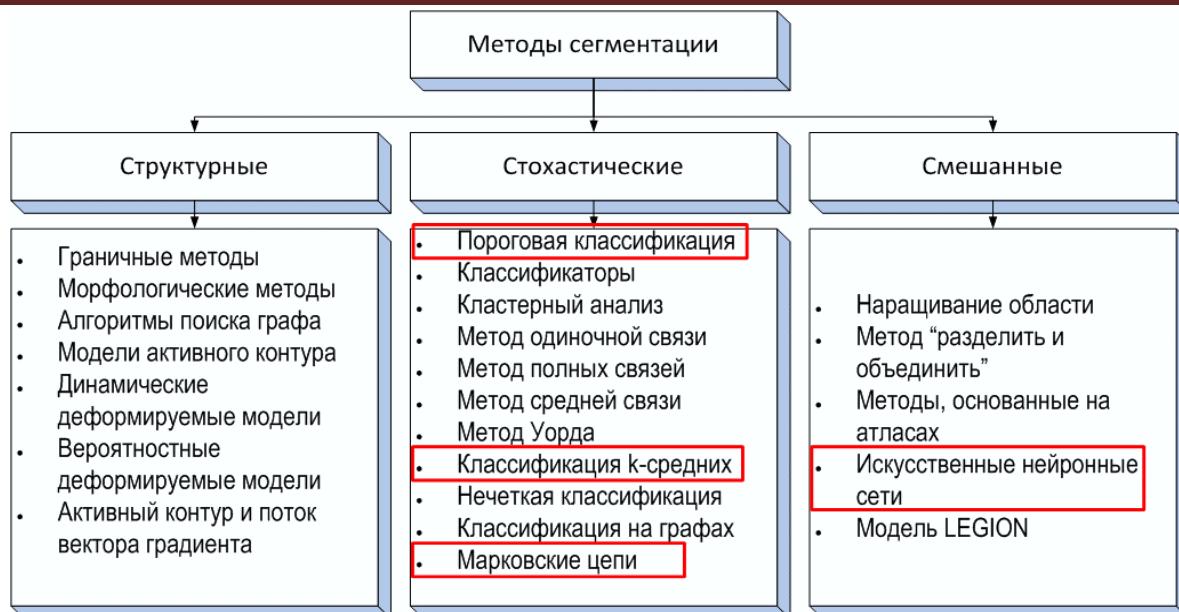 Методы сегментации
Структурные
Стохастические
Смешанные
• Граничные методы
• Морфологические методы
• Алгоритмы поиска графа
• Модели активного контура
• Динамические
деформируемые модели
• Вероятностные
деформируемые модели
• Активный контур и поток
вектора градиента
• Пороговая классификация
• Классификаторы
• Кластерный анализ
• Метод одиночной связи
• Метод полных связей
• Метод средней связи
• Метод Уорда
• Классификация k-средних
• Нечеткая классификация
• Классификация на графах
• Марковские цепи
• Наращивание области
• Метод “разделить и
объединить”
• Методы, основанные на
атласах
• Искусственные нейронные
сети
• Модель LEGION